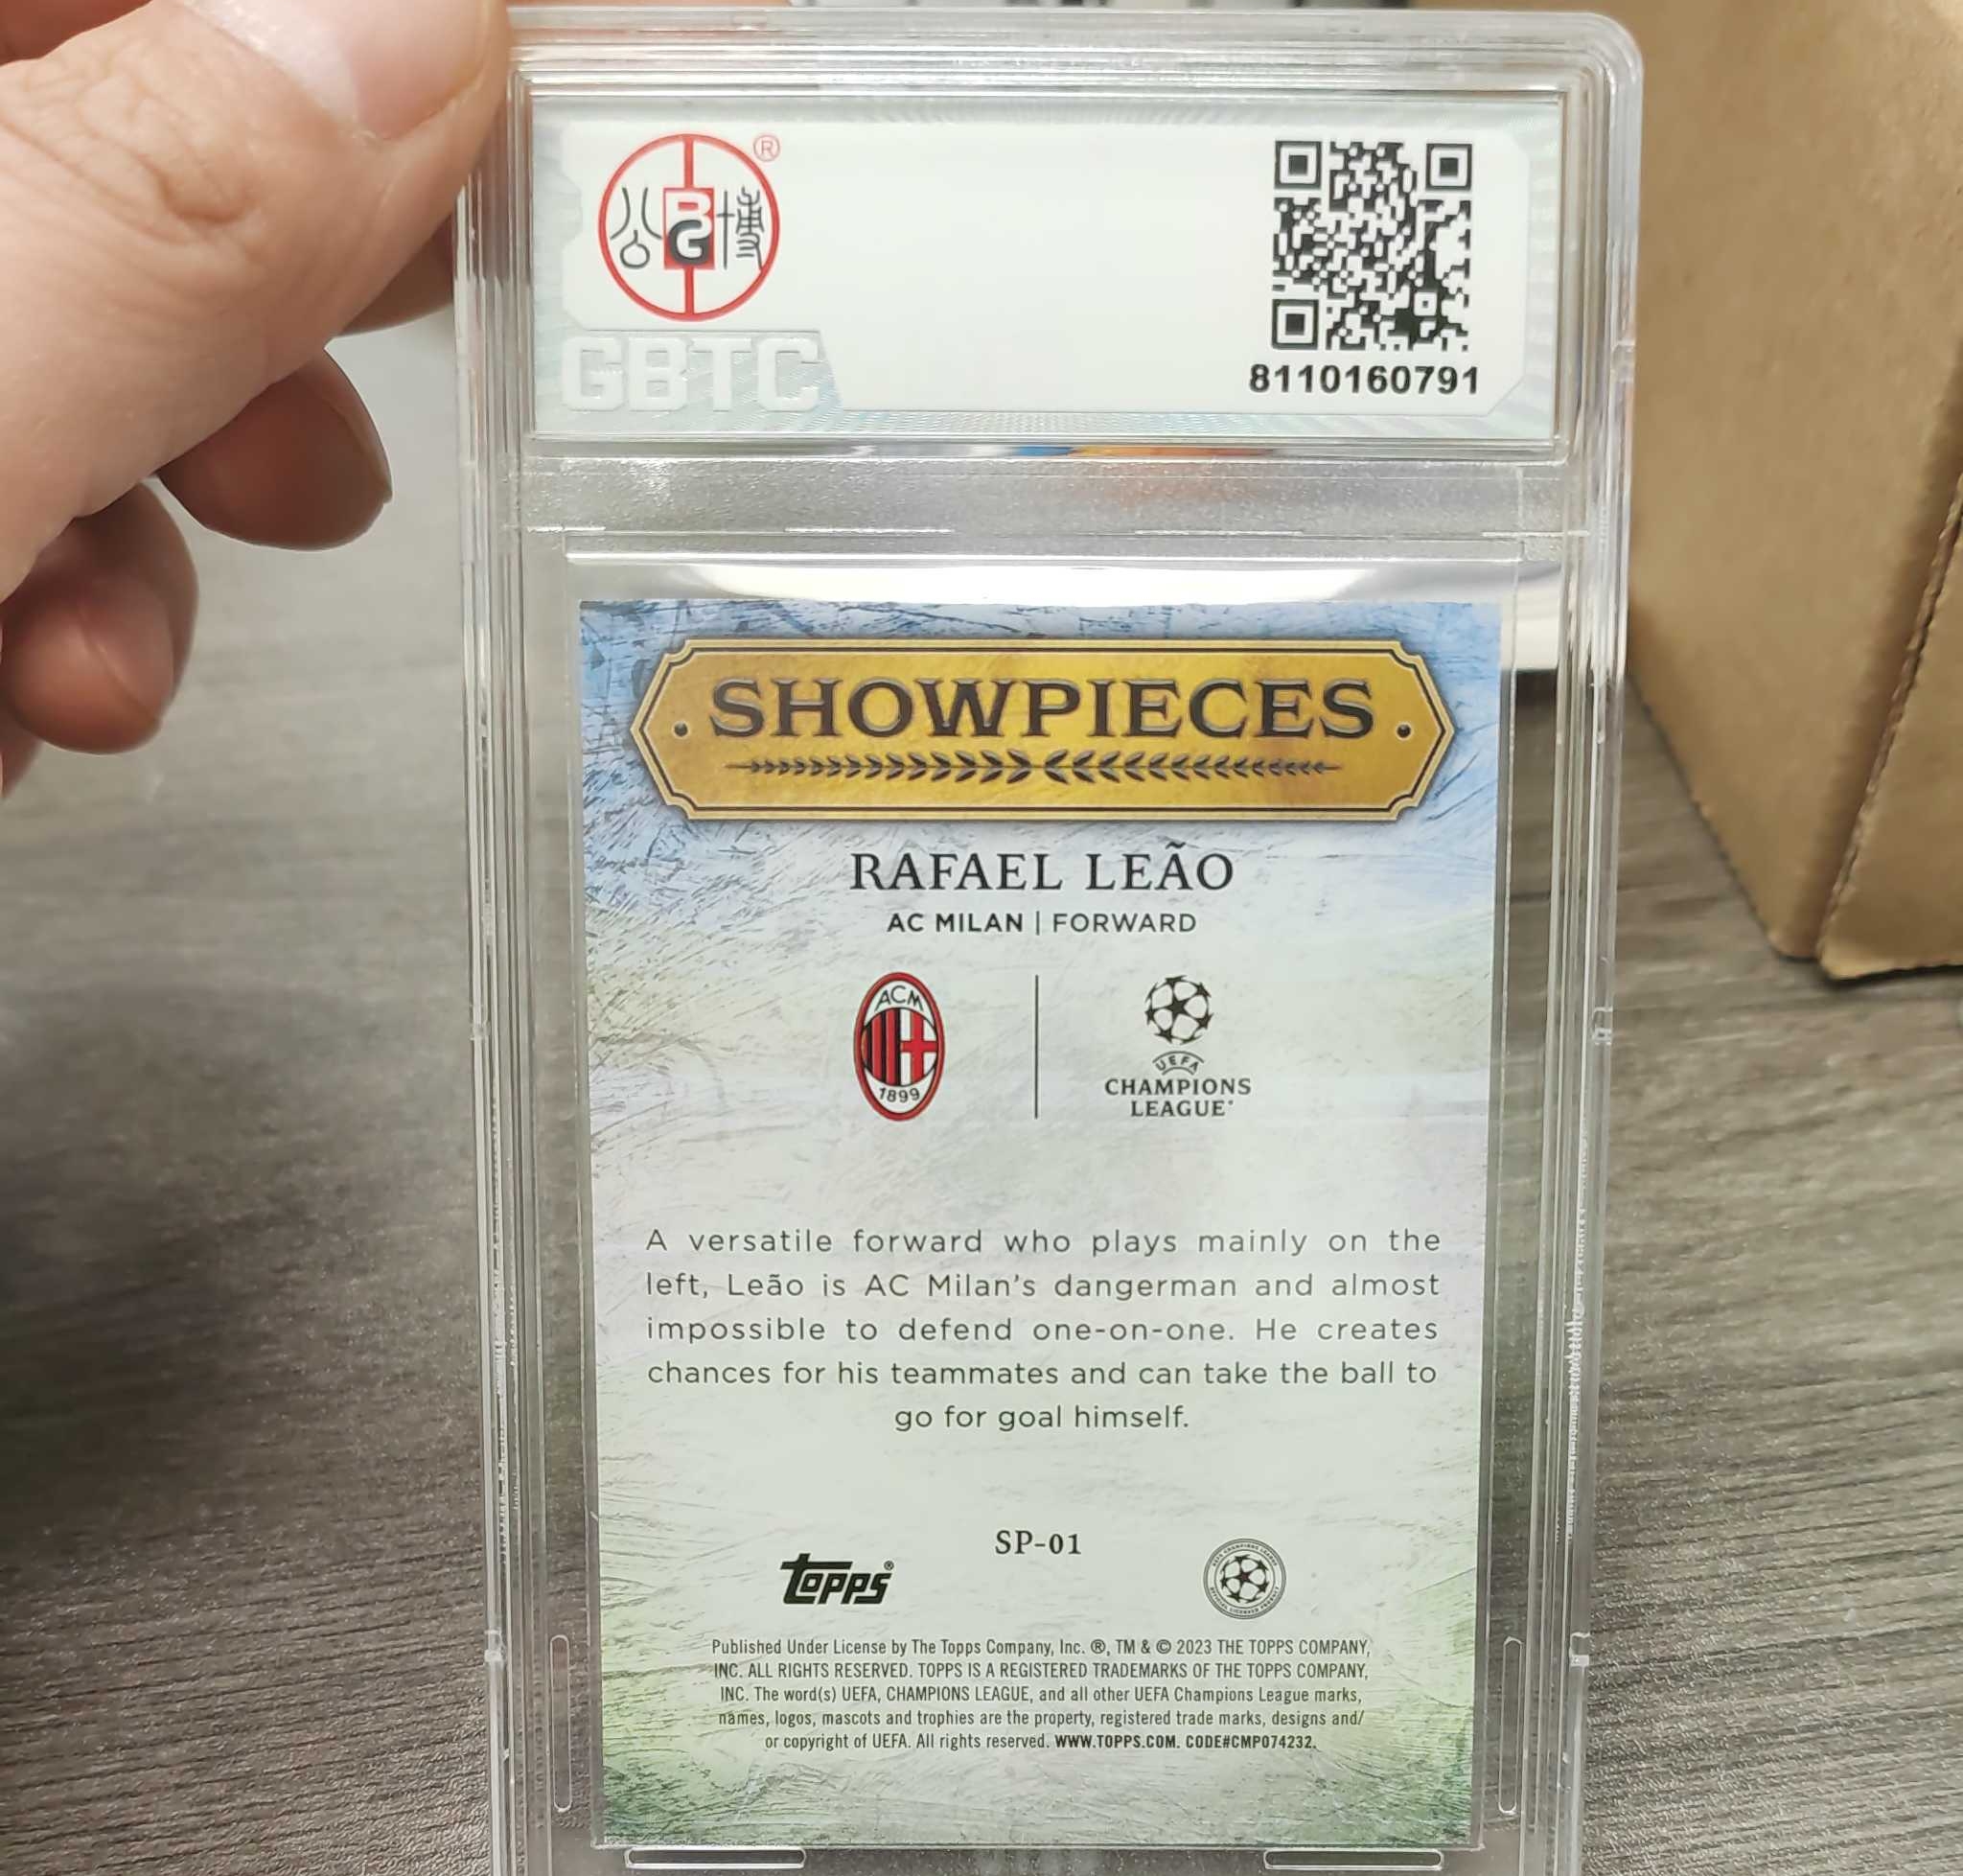 公 BG 博 ®
GBTC
8110160791
SHOWPIECES
RAFAEL LEÃO
AC MILAN | FORWARD
ACM
1899
UEFA
CHAMPIONS
LEAGUE
A versatile forward who plays mainly on the
left, Leão is AC Milan's dangerman and almost
impossible to defend one-on-one. He creates
chances for his teammates and can take the ball to
go for goal himself.
SP-01
topps®
Published Under License by The Topps Company, Inc. ®, TM & © 2023 THE TOPPS COMPANY,
INC. ALL RIGHTS RESERVED. TOPPS IS A REGISTERED TRADEMARKS OF THE TOPPS COMPANY,
INC. The word(s) UEFA, CHAMPIONS LEAGUE, and all other UEFA Champions League marks,
names, logos, mascots and trophies are the property, registered trade marks, designs and/
or copyright of UEFA. All rights reserved. WWW.TOPPS.COM. CODE#CMP074232.